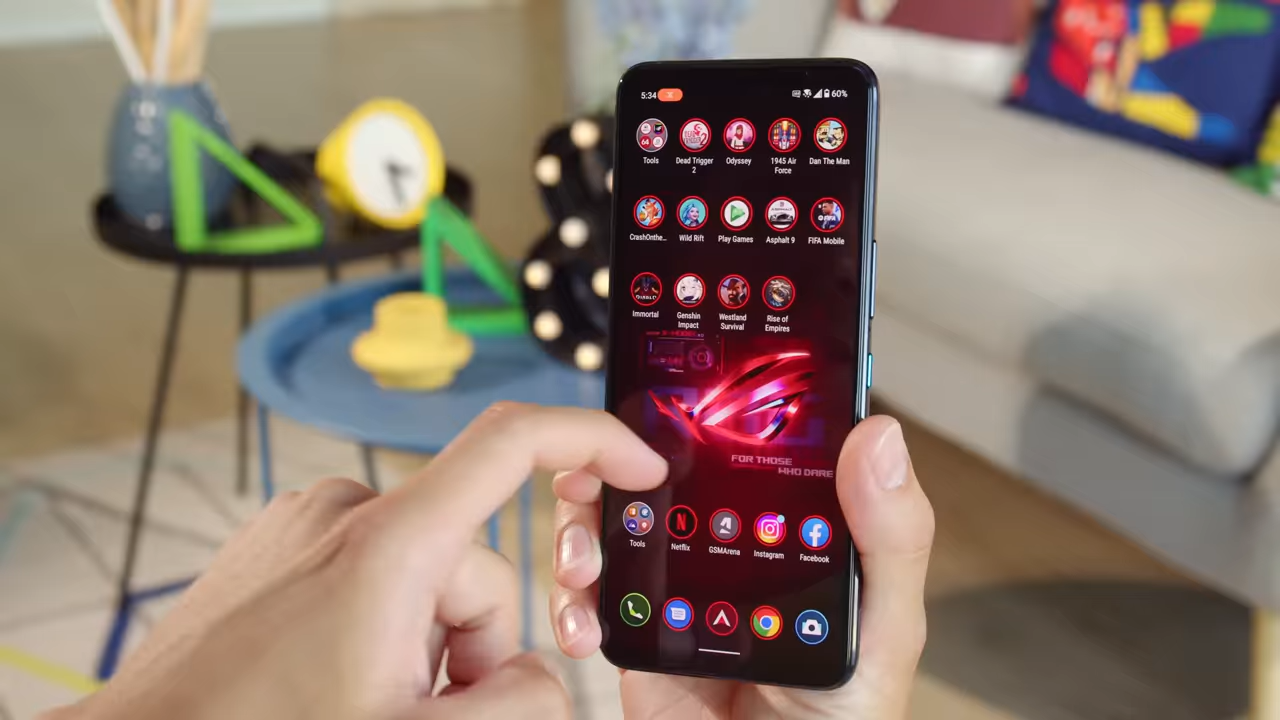 5:34
60%
Tools
Dead Trigger
2
Odyssey
1945 Air
Force
Dan The Man
CrashOnthe...
Wild Rift
Play Games
Asphalt 9
FIFA Mobile
Immortal
Genshin
Impact
Westland
Survival
Rise of
Empires
FOR THOSE
WHO DARE
Tools
Netflix
GSMArena
Instagram
Facebook